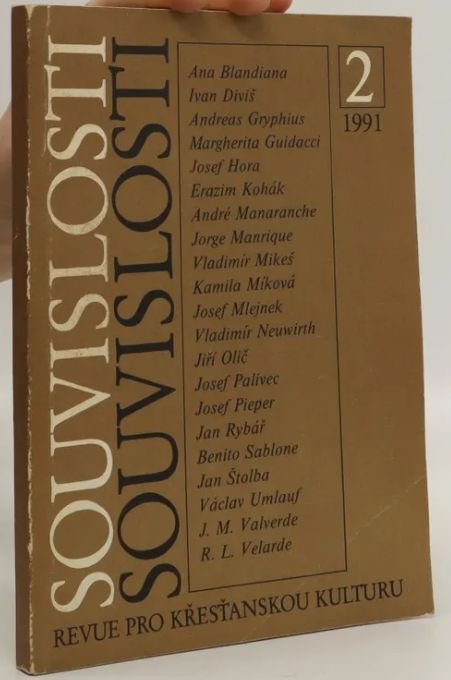 SOUVISLOSTI
SOUVISLOSTI
Ana Blandiana
Ivan Diviš
Andreas Gryphius
Margherita Guidacci
Josef Hora
Erazim Kohák
André Manaranche
Jorge Manrique
Vladimír Mikeš
Kamila Míková
Josef Mlejnek
Vladimír Neuwirth
Jiří Olič
Josef Palivec
Josef Pieper
Jan Rybář
Benito Sablone
Jan Štolba
Václav Umlauf
J. M. Valverde
R. L. Velarde
2
1991
REVUE PRO KŘESŤANSKOU KULTURU